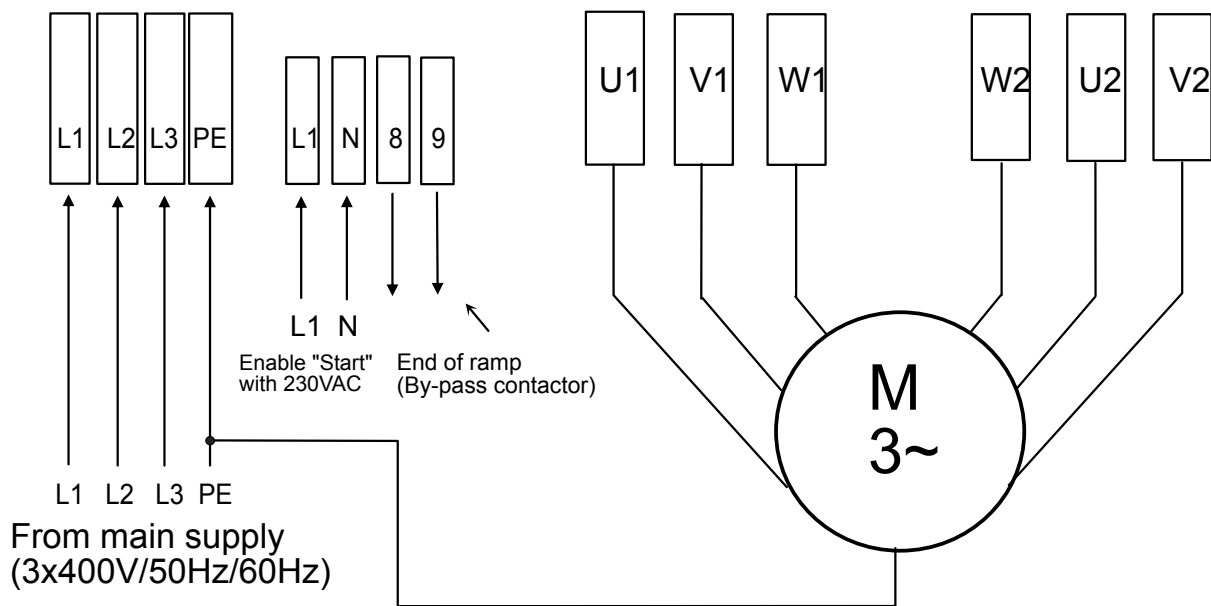 U1 V1 W1 W2 U2 V2
L1 L2 L3 PE L1 N 8 9
L1 N
Enable "Start"
with 230VAC
End of ramp
(By-pass contactor)
M
3~
L1 L2 L3 PE
From main supply
(3x400V/50Hz/60Hz)